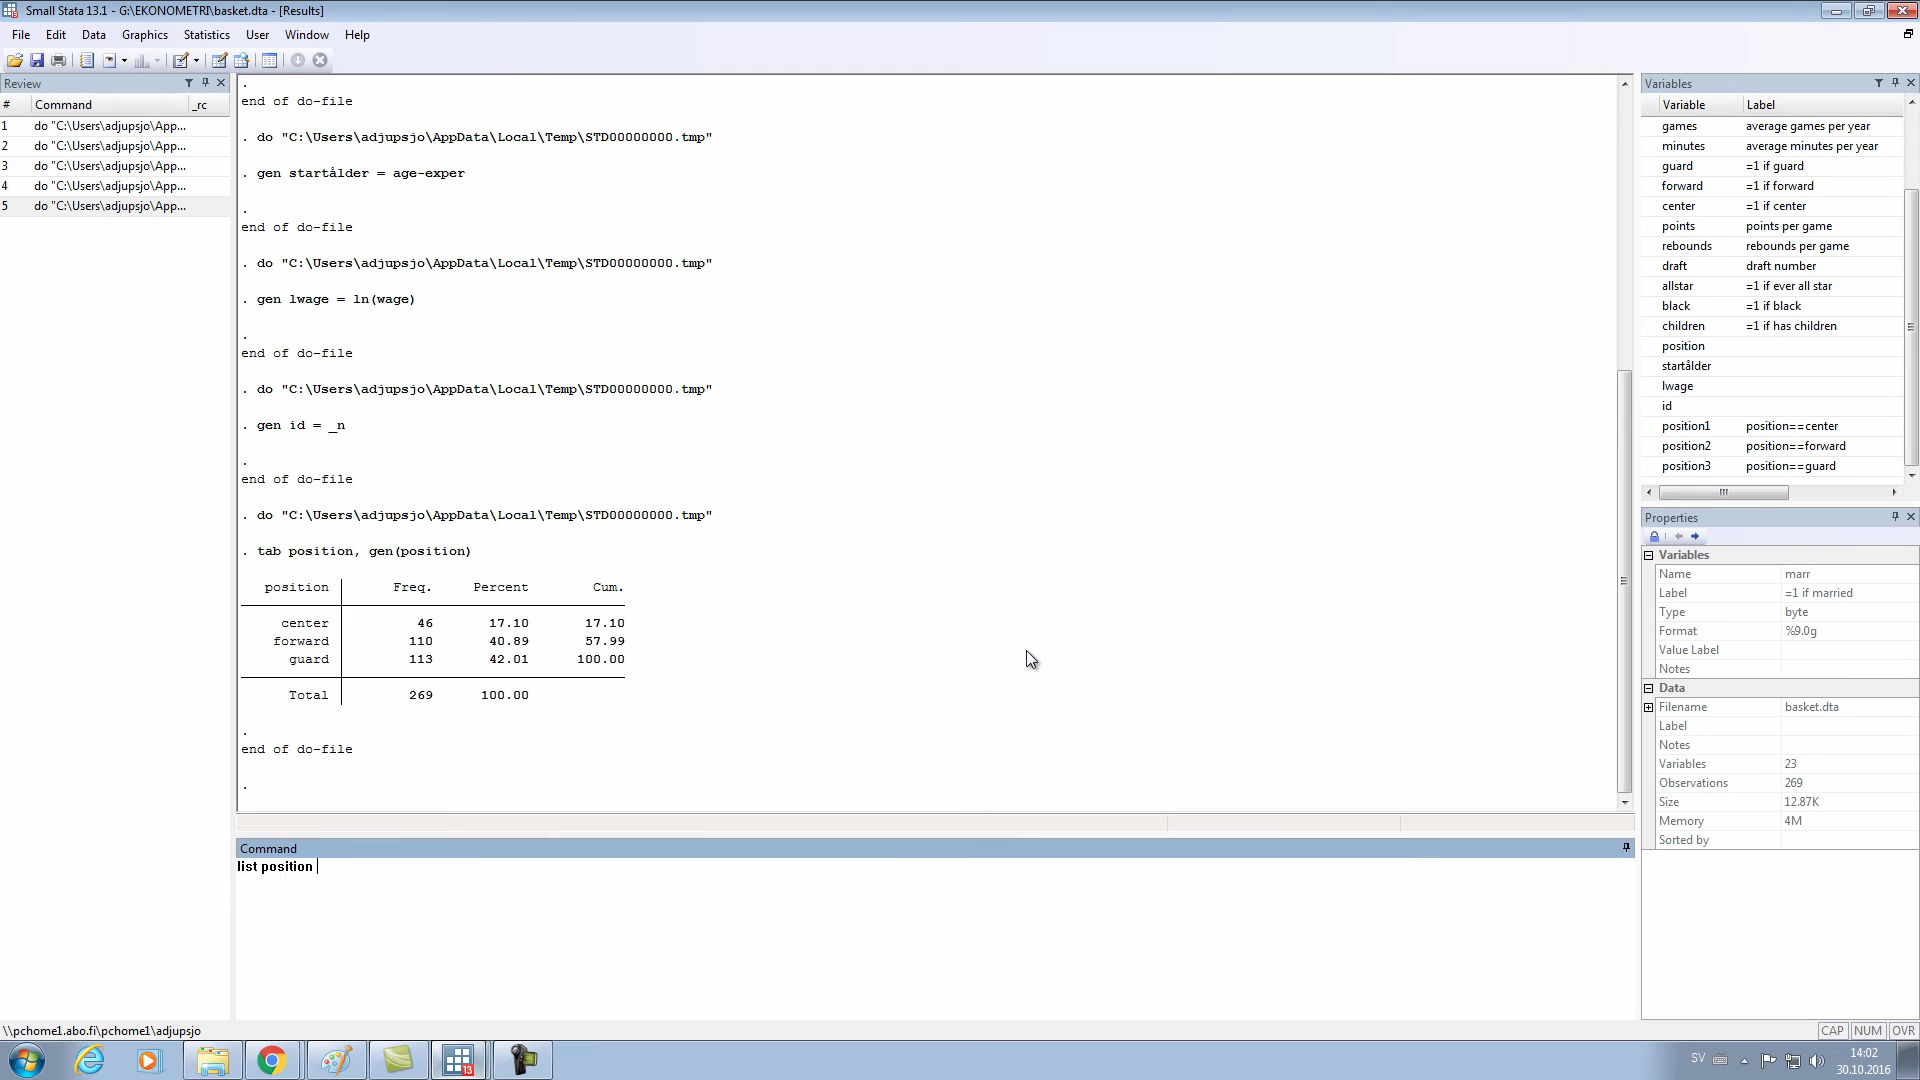 Small Stata 13.1 - G:\EKONOMETRI\basket.dta - [Results]
File Edit Data Graphics Statistics User Window Help
Review
# Command _rc
1 do "C:\Users\adjupsjo\App...
2 do "C:\Users\adjupsjo\App...
3 do "C:\Users\adjupsjo\App...
4 do "C:\Users\adjupsjo\App...
5 do "C:\Users\adjupsjo\App...
.
end of do-file
. do "C:\Users\adjupsjo\AppData\Local\Temp\STD00000000.tmp"
. gen startålder = age-exper
.
end of do-file
. do "C:\Users\adjupsjo\AppData\Local\Temp\STD00000000.tmp"
. gen lwage = ln(wage)
.
end of do-file
. do "C:\Users\adjupsjo\AppData\Local\Temp\STD00000000.tmp"
. gen id = _n
.
end of do-file
. do "C:\Users\adjupsjo\AppData\Local\Temp\STD00000000.tmp"
. tab position, gen(position)
position Freq. Percent Cum.
center 46 17.10 17.10
forward 110 40.89 57.99
guard 113 42.01 100.00
Total 269 100.00
.
end of do-file
.
Command
list position
Variables
Variable Label
games average games per year
minutes average minutes per year
guard =1 if guard
forward =1 if forward
center =1 if center
points points per game
rebounds rebounds per game
draft draft number
allstar =1 if ever all star
black =1 if black
children =1 if has children
position
startålder
lwage
id
position1 position==center
position2 position==forward
position3 position==guard
Properties
Variables
Name marr
Label =1 if married
Type byte
Format %9.0g
Value Label
Notes
Data
Filename basket.dta
Label
Notes
Variables 23
Observations 269
Size 12.87K
Memory 4M
Sorted by
\\pchome1.abo.fi\pchome1\adjupsjo
CAP NUM OVR
13
SV
14:02
30.10.2016